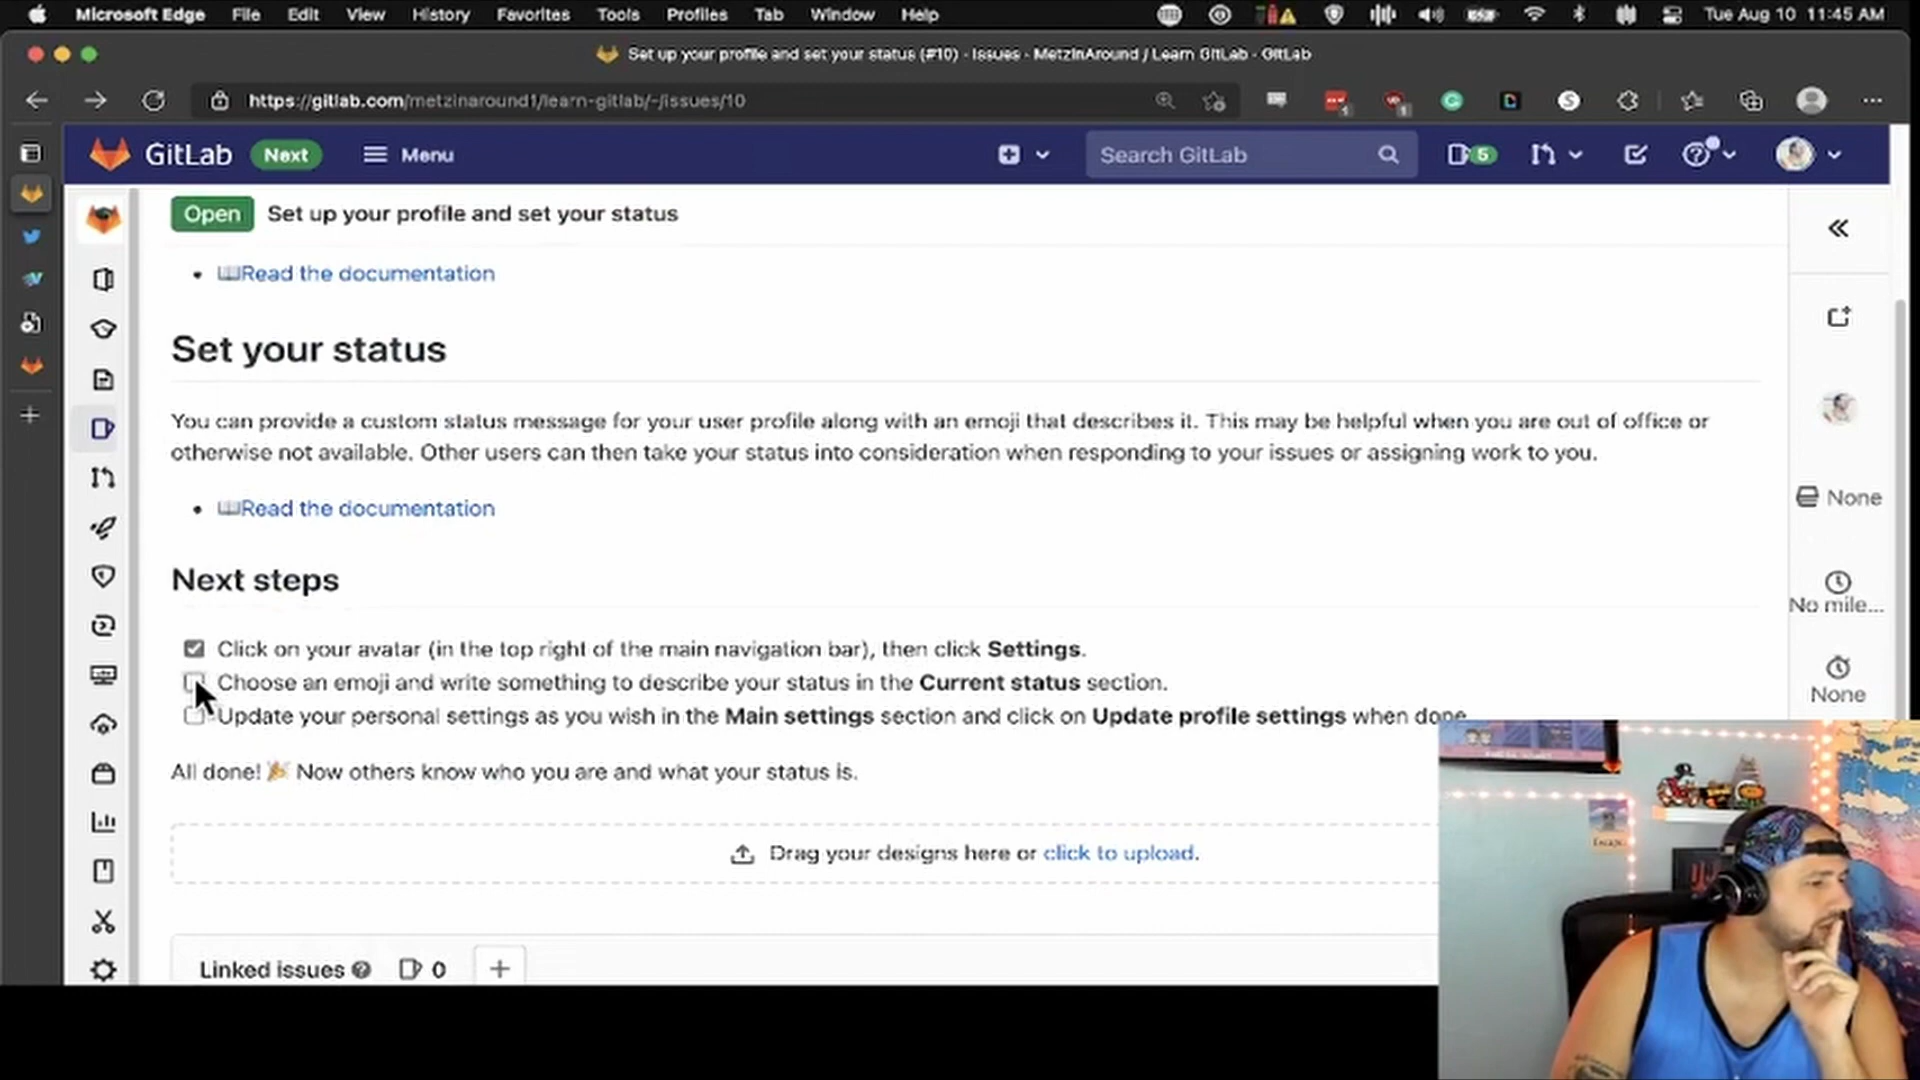 Microsoft Edge File Edit View History Favorites Tools Profiles Tab Window Help Tue Aug 10 11:45 AM
Set up your profile and set your status (#10) · Issues · MetzinAround / Learn GitLab · GitLab
https://gitlab.com/metzinaround1/learn-gitlab/-/issues/10
GitLab Next Menu Search GitLab 5
Open Set up your profile and set your status
Read the documentation
Set your status
You can provide a custom status message for your user profile along with an emoji that describes it. This may be helpful when you are out of office or
otherwise not available. Other users can then take your status into consideration when responding to your issues or assigning work to you.
Read the documentation
None
Next steps
No mile...
Click on your avatar (in the top right of the main navigation bar), then click Settings.
Choose an emoji and write something to describe your status in the Current status section.
None
Update your personal settings as you wish in the Main settings section and click on Update profile settings when done
All done! 🎉 Now others know who you are and what your status is.
Drag your designs here or click to upload.
Linked issues 0